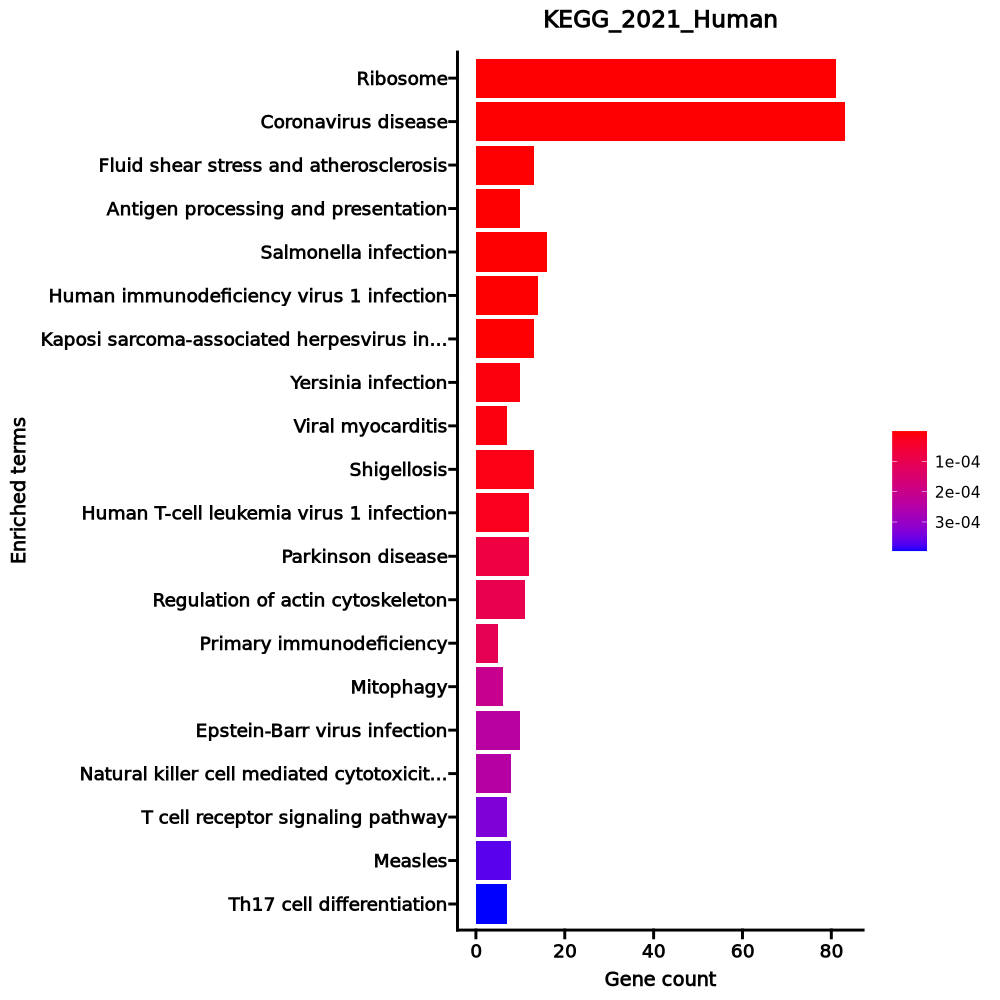 KEGG_2021_Human
Ribosome
Coronavirus disease
Fluid shear stress and atherosclerosis
Antigen processing and presentation
Salmonella infection
Human immunodeficiency virus 1 infection
Kaposi sarcoma-associated herpesvirus in...
Yersinia infection
Viral myocarditis
Shigellosis
Human T-cell leukemia virus 1 infection
Parkinson disease
Regulation of actin cytoskeleton
Primary immunodeficiency
Mitophagy
Epstein-Barr virus infection
Natural killer cell mediated cytotoxicit...
T cell receptor signaling pathway
Measles
Th17 cell differentiation
Enriched terms
0 20 40 60 80
Gene count
1e-04
2e-04
3e-04